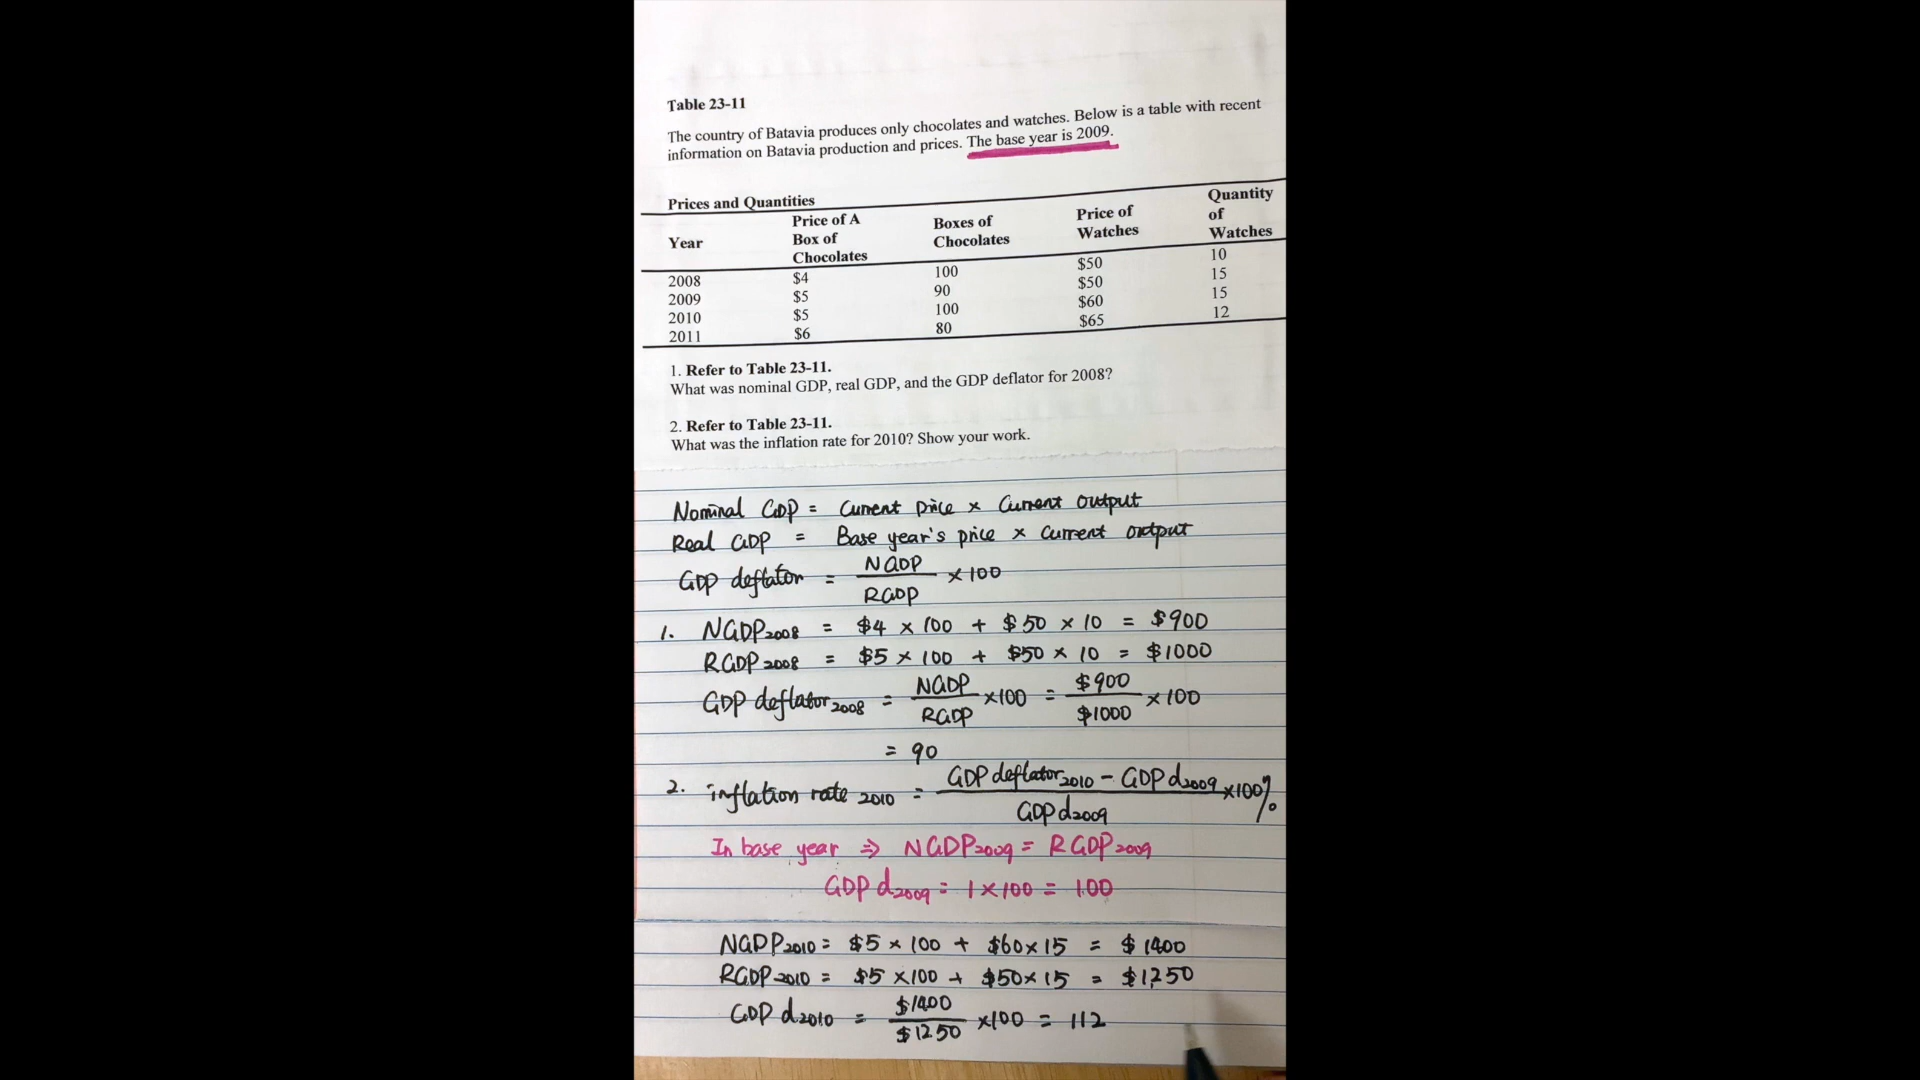 Table 23-11
The country of Batavia produces only chocolates and watches. Below is a table with recent
information on Batavia production and prices. The base year is 2009.
Prices and Quantities
Year Price of A Box of Chocolates Boxes of Chocolates Price of Watches Quantity of Watches
2008 $4 100 $50 10
2009 $5 90 $50 15
2010 $5 100 $60 15
2011 $6 80 $65 12
1. Refer to Table 23-11.
What was nominal GDP, real GDP, and the GDP deflator for 2008?
2. Refer to Table 23-11.
What was the inflation rate for 2010? Show your work.
Nominal GDP = Current price × Current output
Real GDP = Base year's price × current output
GDP deflator = NGDP / RGDP × 100
1. NGDP2008 = $4 × 100 + $50 × 10 = $900
RGDP2008 = $5 × 100 + $50 × 10 = $1000
GDP deflator2008 = NGDP / RGDP × 100 = $900 / $1000 × 100
= 90
2. inflation rate 2010 = GDP deflator2010 - GDP d2009 / GDP d2009 × 100%
In base year ⇒ NGDP2009 = RGDP2009
GDP d2009 = 1 × 100 = 100
NGDP2010 = $5 × 100 + $60 × 15 = $1400
RGDP2010 = $5 × 100 + $50 × 15 = $1250
GDP d2010 = $1400 / $1250 × 100 = 112